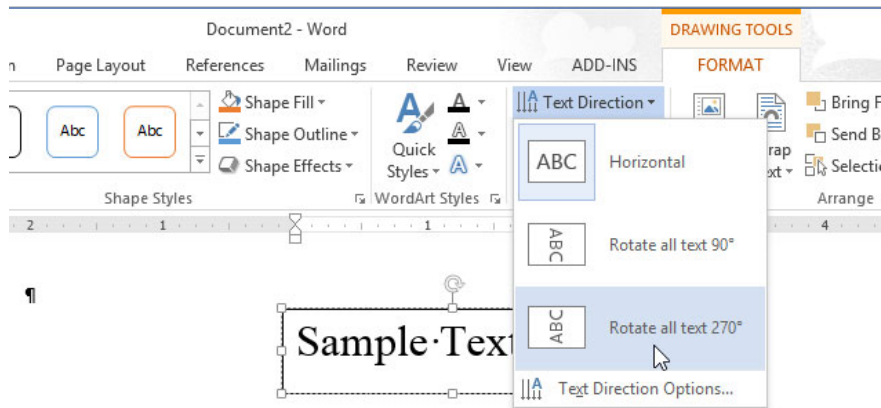 Document2 - Word
DRAWING TOOLS
Page Layout References Mailings Review View ADD-INS FORMAT
Shape Fill
Shape Outline
Shape Effects
Abc Abc
Shape Styles
A A
Quick
Styles
A A
WordArt Styles
Text Direction
Bring
Send
Arrange
2 1 1 4
ABC Horizontal
ABC Rotate all text 90°
ABC Rotate all text 270°
Text Direction Options...
¶
Sample·Text